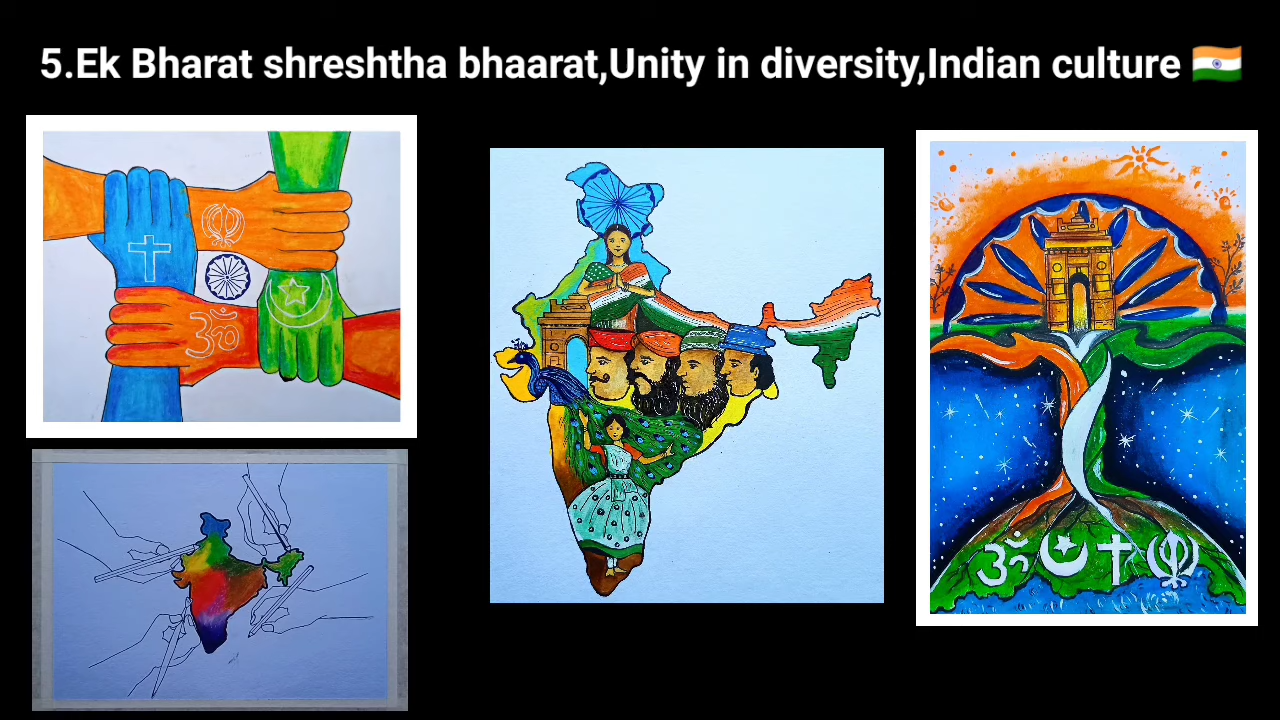 5.Ek Bharat shreshtha bhaarat,Unity in diversity,Indian culture 🇮🇳
ॐ
ॐ